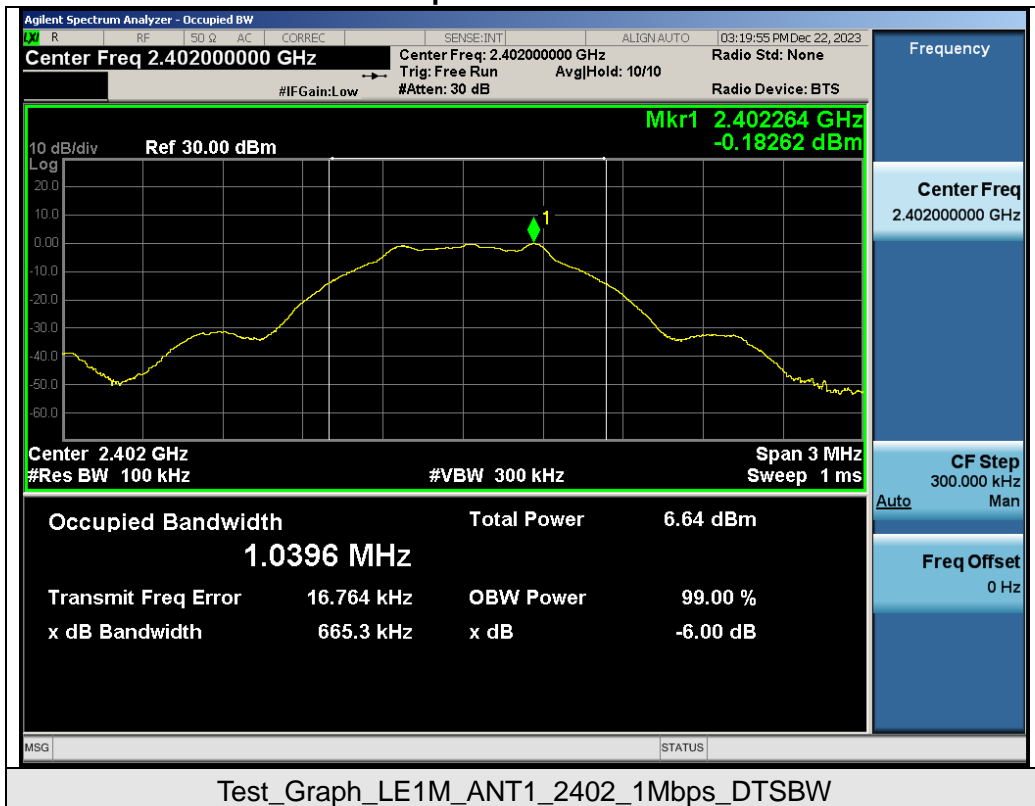 Agilent Spectrum Analyzer - Occupied BW
LXI R RF 50 Ω AC CORREC SENSE:INT ALIGN AUTO 03:19:55 PM Dec 22, 2023
Center Freq 2.402000000 GHz
Center Freq: 2.402000000 GHz
Radio Std: None
Trig: Free Run Avg|Hold: 10/10
#IFGain:Low #Atten: 30 dB Radio Device: BTS
Frequency
Mkr1 2.402264 GHz
-0.18262 dBm
10 dB/div Ref 30.00 dBm
Log
20.0
10.0
0.00
-10.0
-20.0
-30.0
-40.0
-50.0
-60.0
1
Center 2.402 GHz Span 3 MHz
#Res BW 100 kHz #VBW 300 kHz Sweep 1 ms
Center Freq
2.402000000 GHz
CF Step
300.000 kHz
Auto Man
Freq Offset
0 Hz
Occupied Bandwidth Total Power 6.64 dBm
1.0396 MHz
Transmit Freq Error 16.764 kHz OBW Power 99.00 %
x dB Bandwidth 665.3 kHz x dB -6.00 dB
MSG STATUS
Test_Graph_LE1M_ANT1_2402_1Mbps_DTSBW